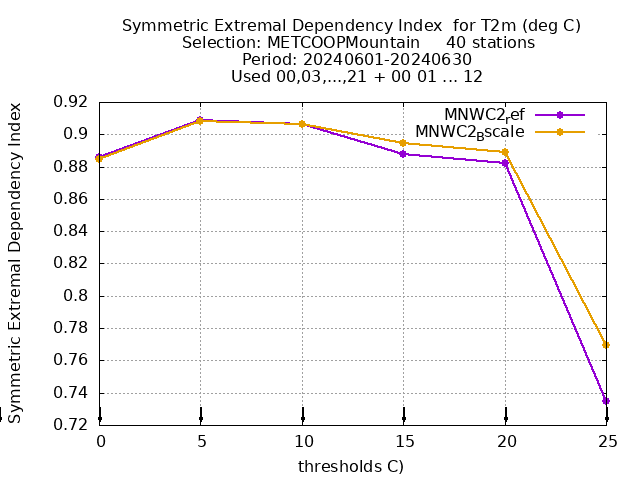 Symmetric Extremal Dependency Index  for T2m (deg C)
Selection: METCOOPMountain     40 stations
Period: 20240601-20240630
Used 00,03,...,21 + 00 01 ... 12
Symmetric Extremal Dependency Index
MNWC2ref
MNWC2Bscale
0.92
0.9
0.88
0.86
0.84
0.82
0.8
0.78
0.76
0.74
0.72
0 5 10 15 20 25
thresholds C)